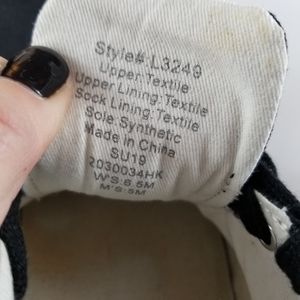 Style#:L3249
Upper:Textile
Upper Lining:Textile
Sock Lining:Textile
Sole Synthetic
Made in China
SU19
2030034HK
W'S:6.5M
M'S:5M